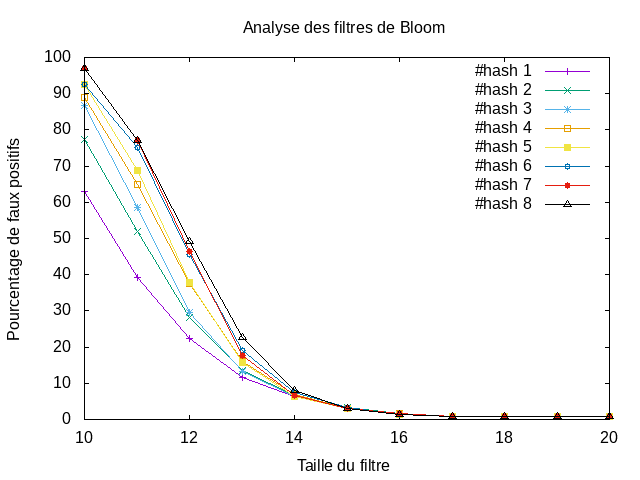 Analyse des filtres de Bloom
Pourcentage de faux positifs
100
90
80
70
60
50
40
30
20
10
0
#hash 1
#hash 2
#hash 3
#hash 4
#hash 5
#hash 6
#hash 7
#hash 8
10 12 14 16 18 20
Taille du filtre